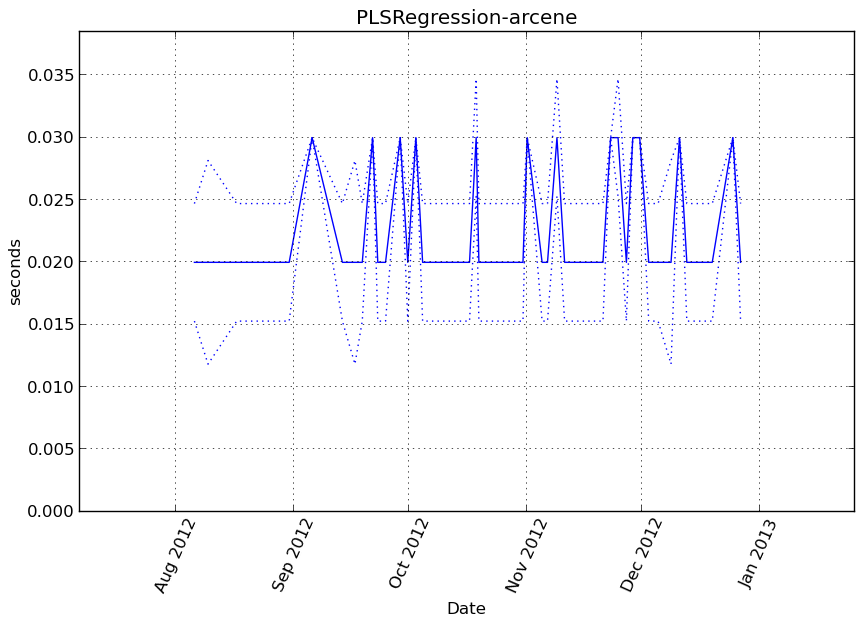 PLSRegression-arcene
0.035
0.030
0.025
0.020
0.015
0.010
0.005
0.000
seconds
Aug 2012
Sep 2012
Oct 2012
Nov 2012
Dec 2012
Jan 2013
Date